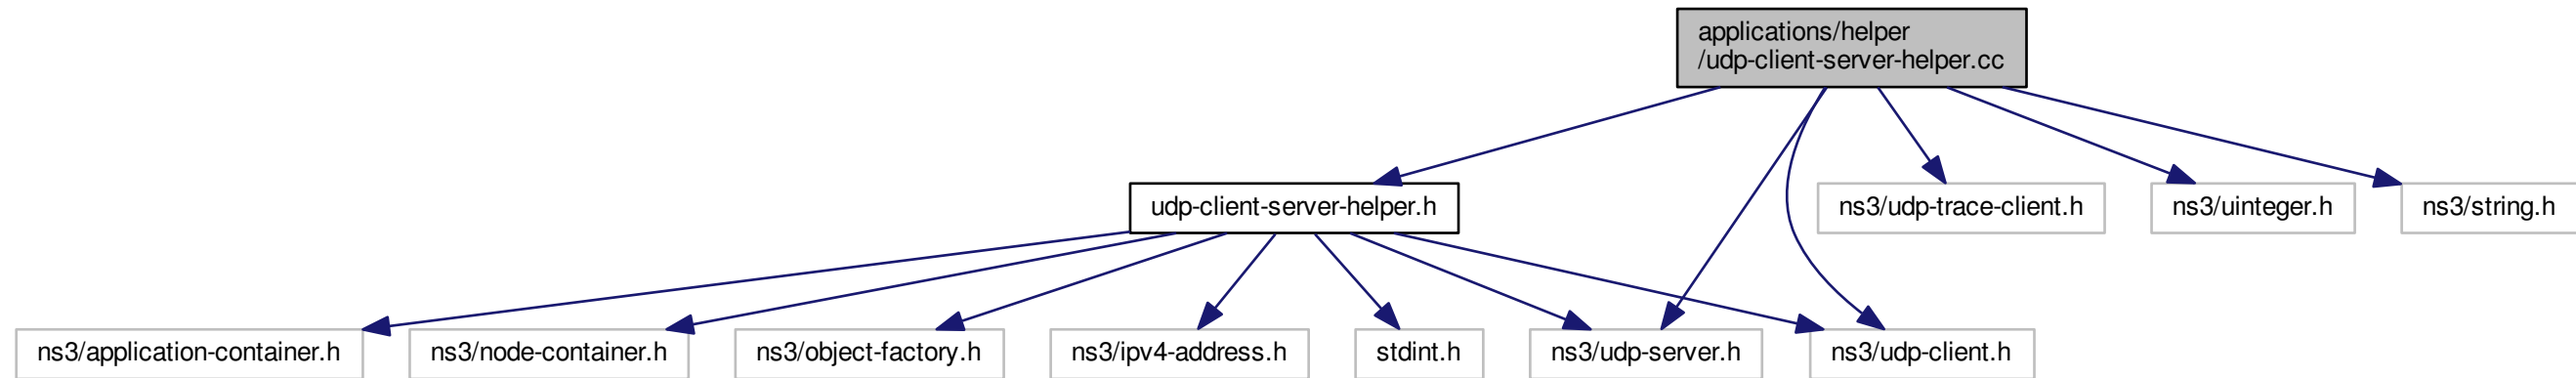 applications/helper
/udp-client-server-helper.cc
udp-client-server-helper.h
ns3/udp-trace-client.h
ns3/uinteger.h
ns3/string.h
ns3/application-container.h
ns3/node-container.h
ns3/object-factory.h
ns3/ipv4-address.h
stdint.h
ns3/udp-server.h
ns3/udp-client.h